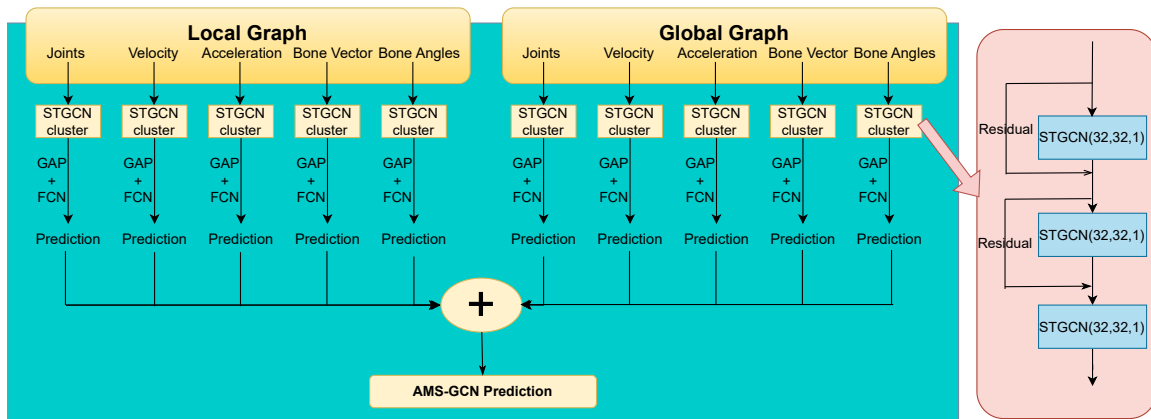 Local Graph
Global Graph
Joints Velocity Acceleration Bone Vector Bone Angles
Joints Velocity Acceleration Bone Vector Bone Angles
STGCN cluster
STGCN cluster
STGCN cluster
STGCN cluster
STGCN cluster
STGCN cluster
STGCN cluster
STGCN cluster
STGCN cluster
STGCN cluster
GAP + FCN
GAP + FCN
GAP + FCN
GAP + FCN
GAP + FCN
GAP + FCN
GAP + FCN
GAP + FCN
GAP + FCN
GAP + FCN
Prediction Prediction Prediction Prediction Prediction
Prediction Prediction Prediction Prediction Prediction
+
AMS-GCN Prediction
Residual
STGCN(32,32,1)
Residual
STGCN(32,32,1)
STGCN(32,32,1)